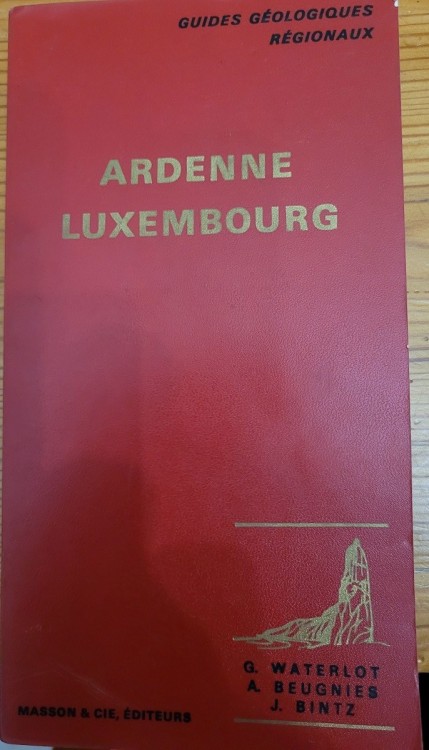 GUIDES GÉOLOGIQUES
RÉGIONAUX
ARDENNE
LUXEMBOURG
G. WATERLOT
A. BEUGNIES
J. BINTZ
MASSON & CIE, ÉDITEURS